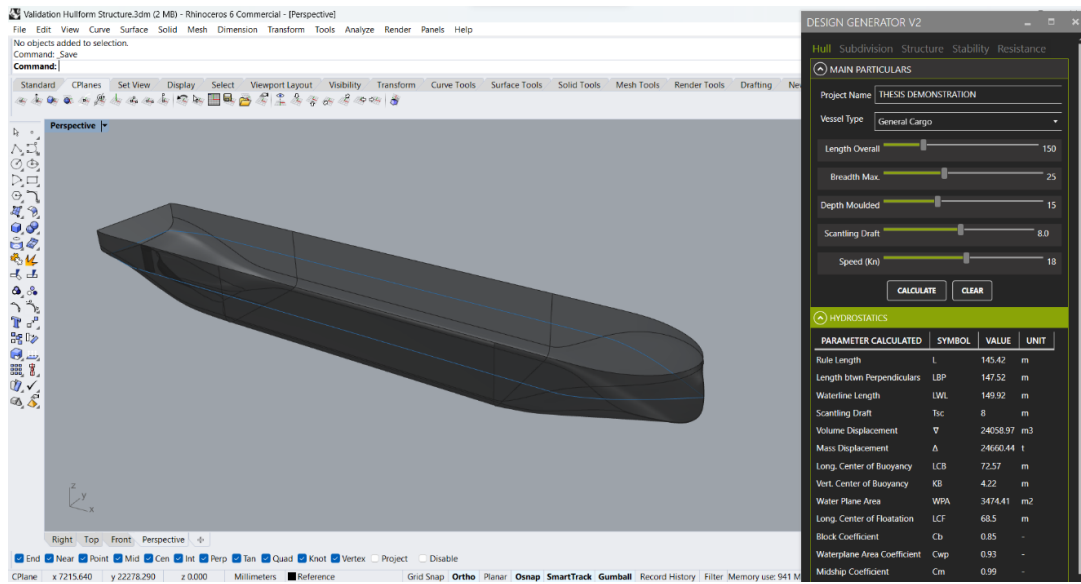 Validation Hullform Structure.3dm (2 MB) - Rhinoceros 6 Commercial - [Perspective]
File Edit View Curve Surface Solid Mesh Dimension Transform Tools Analyze Render Panels Help
No objects added to selection.
Command: _Save
Command:
Standard CPlanes Set View Display Select Viewport Layout Visibility Transform Curve Tools Surface Tools Solid Tools Mesh Tools Render Tools Drafting
Perspective
z
y
x
Right Top Front Perspective
End Near Point Mid Cen Int Perp Tan Quad Knot Vertex Project Disable
CPlane x 7215.640 y 22278.290 z 0.000 Millimeters Reference Grid Snap Ortho Planar Osnap SmartTrack Gumball Record History Filter Memory use: 941 M
DESIGN GENERATOR V2
Hull Subdivision Structure Stability Resistance
MAIN PARTICULARS
Project Name THESIS DEMONSTRATION
Vessel Type General Cargo
Length Overall 150
Breadth Max. 25
Depth Moulded 15
Scantling Draft 8.0
Speed (Kn) 18
CALCULATE CLEAR
HYDROSTATICS
PARAMETER CALCULATED SYMBOL VALUE UNIT
Rule Length L 145.42 m
Length btwn Perpendiculars LBP 147.52 m
Waterline Length LWL 149.92 m
Scantling Draft Tsc 8 m
Volume Displacement ∇ 24058.97 m3
Mass Displacement Δ 24660.44 t
Long. Center of Buoyancy LCB 72.57 m
Vert. Center of Buoyancy KB 4.22 m
Water Plane Area WPA 3474.41 m2
Long. Center of Floatation LCF 68.5 m
Block Coefficient Cb 0.85 -
Waterplane Area Coefficient Cwp 0.93 -
Midship Coefficient Cm 0.99 -